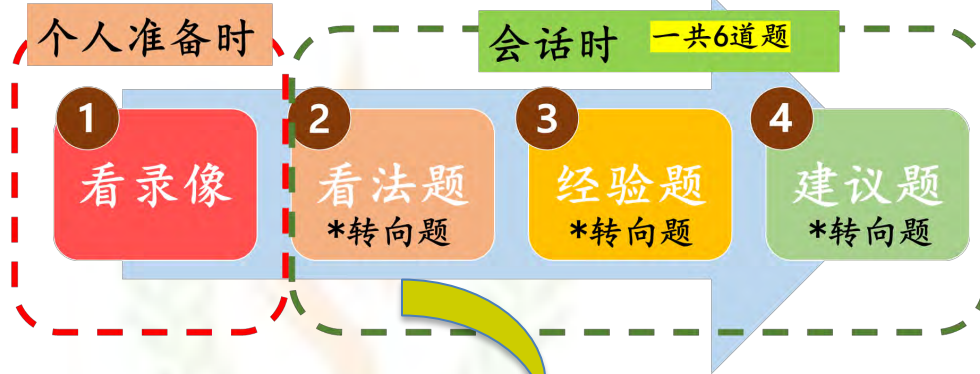 个人准备时
会话时
一共6道题
1
看录像
2
看法题
*转向题
3
经验题
*转向题
4
建议题
*转向题